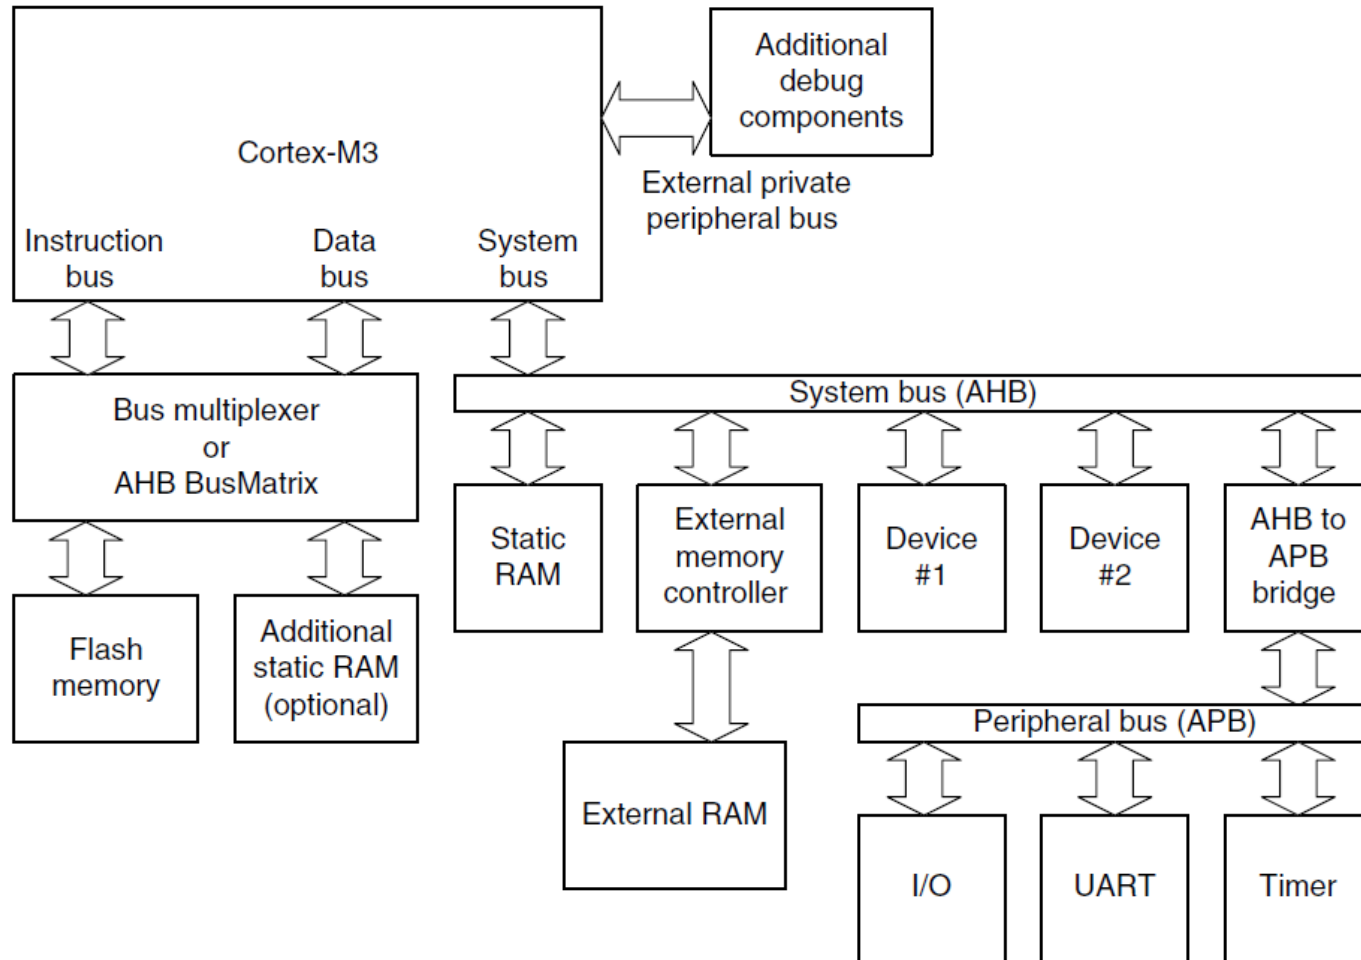 Additional
debug
components
Cortex-M3
External private
peripheral bus
Instruction
bus
Data
bus
System
bus
Bus multiplexer
or
AHB BusMatrix
System bus (AHB)
Static
RAM
External
memory
controller
Device
#1
Device
#2
AHB to
APB
bridge
Flash
memory
Additional
static RAM
(optional)
Peripheral bus (APB)
External RAM
I/O
UART
Timer